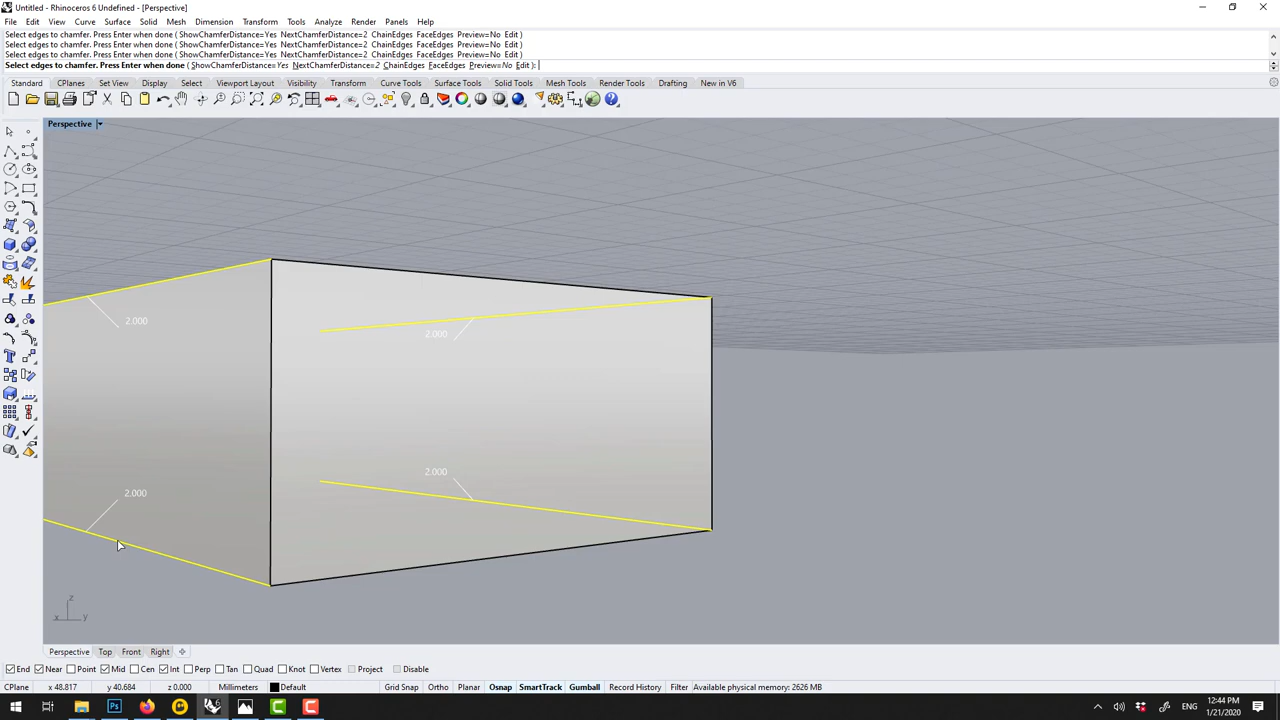 Untitled - Rhinoceros 6 Undefined - [Perspective]
File Edit View Curve Surface Solid Mesh Dimension Transform Tools Analyze Render Panels Help
Select edges to chamfer. Press Enter when done ( ShowChamferDistance=Yes NextChamferDistance=2 ChainEdges FaceEdges Preview=No Edit )
Select edges to chamfer. Press Enter when done ( ShowChamferDistance=Yes NextChamferDistance=2 ChainEdges FaceEdges Preview=No Edit )
Select edges to chamfer. Press Enter when done ( ShowChamferDistance=Yes NextChamferDistance=2 ChainEdges FaceEdges Preview=No Edit )
Select edges to chamfer. Press Enter when done ( ShowChamferDistance=Yes NextChamferDistance=2 ChainEdges FaceEdges Preview=No Edit ):
Standard CPlanes Set View Display Select Viewport Layout Visibility Transform Curve Tools Surface Tools Solid Tools Mesh Tools Render Tools Drafting New in V6
Perspective
2.000
2.000
2.000
2.000
z
x y
Perspective Top Front Right
End Near Point Mid Cen Int Perp Tan Quad Knot Vertex Project Disable
CPlane x 48.817 y 40.684 z 0.000 Millimeters Default Grid Snap Ortho Planar Osnap SmartTrack Gumball Record History Filter Available physical memory: 2626 MB
ENG 12:44 PM
1/21/2020